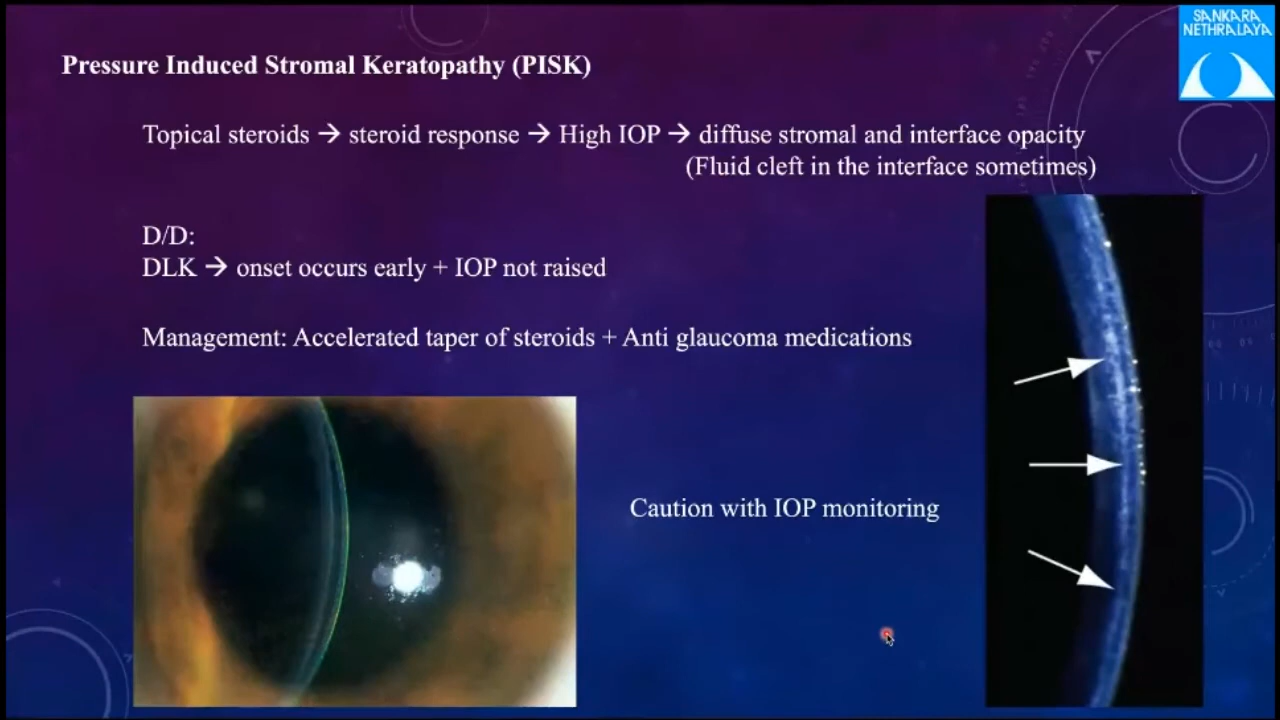 SANKARA
NETHRALAYA
Pressure Induced Stromal Keratopathy (PISK)
Topical steroids → steroid response → High IOP → diffuse stromal and interface opacity
(Fluid cleft in the interface sometimes)
D/D:
DLK → onset occurs early + IOP not raised
Management: Accelerated taper of steroids + Anti glaucoma medications
Caution with IOP monitoring